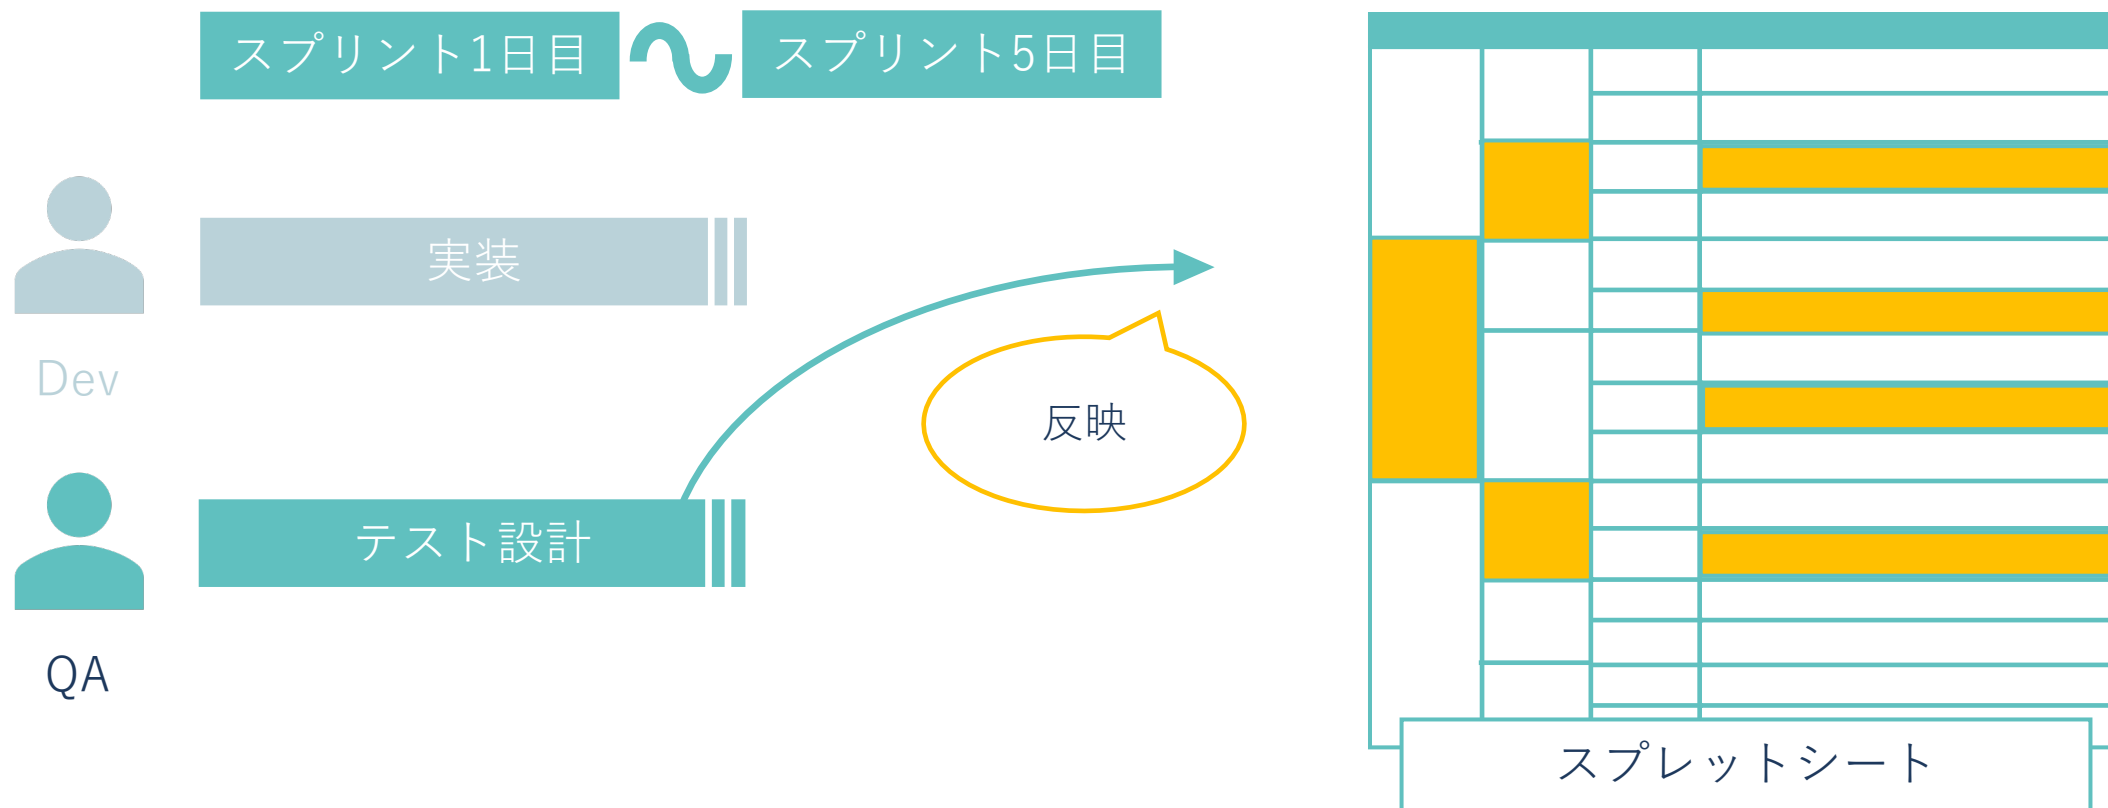 スプリント1日目
スプリント5日目
実装
Dev
反映
テスト設計
QA
スプレットシート